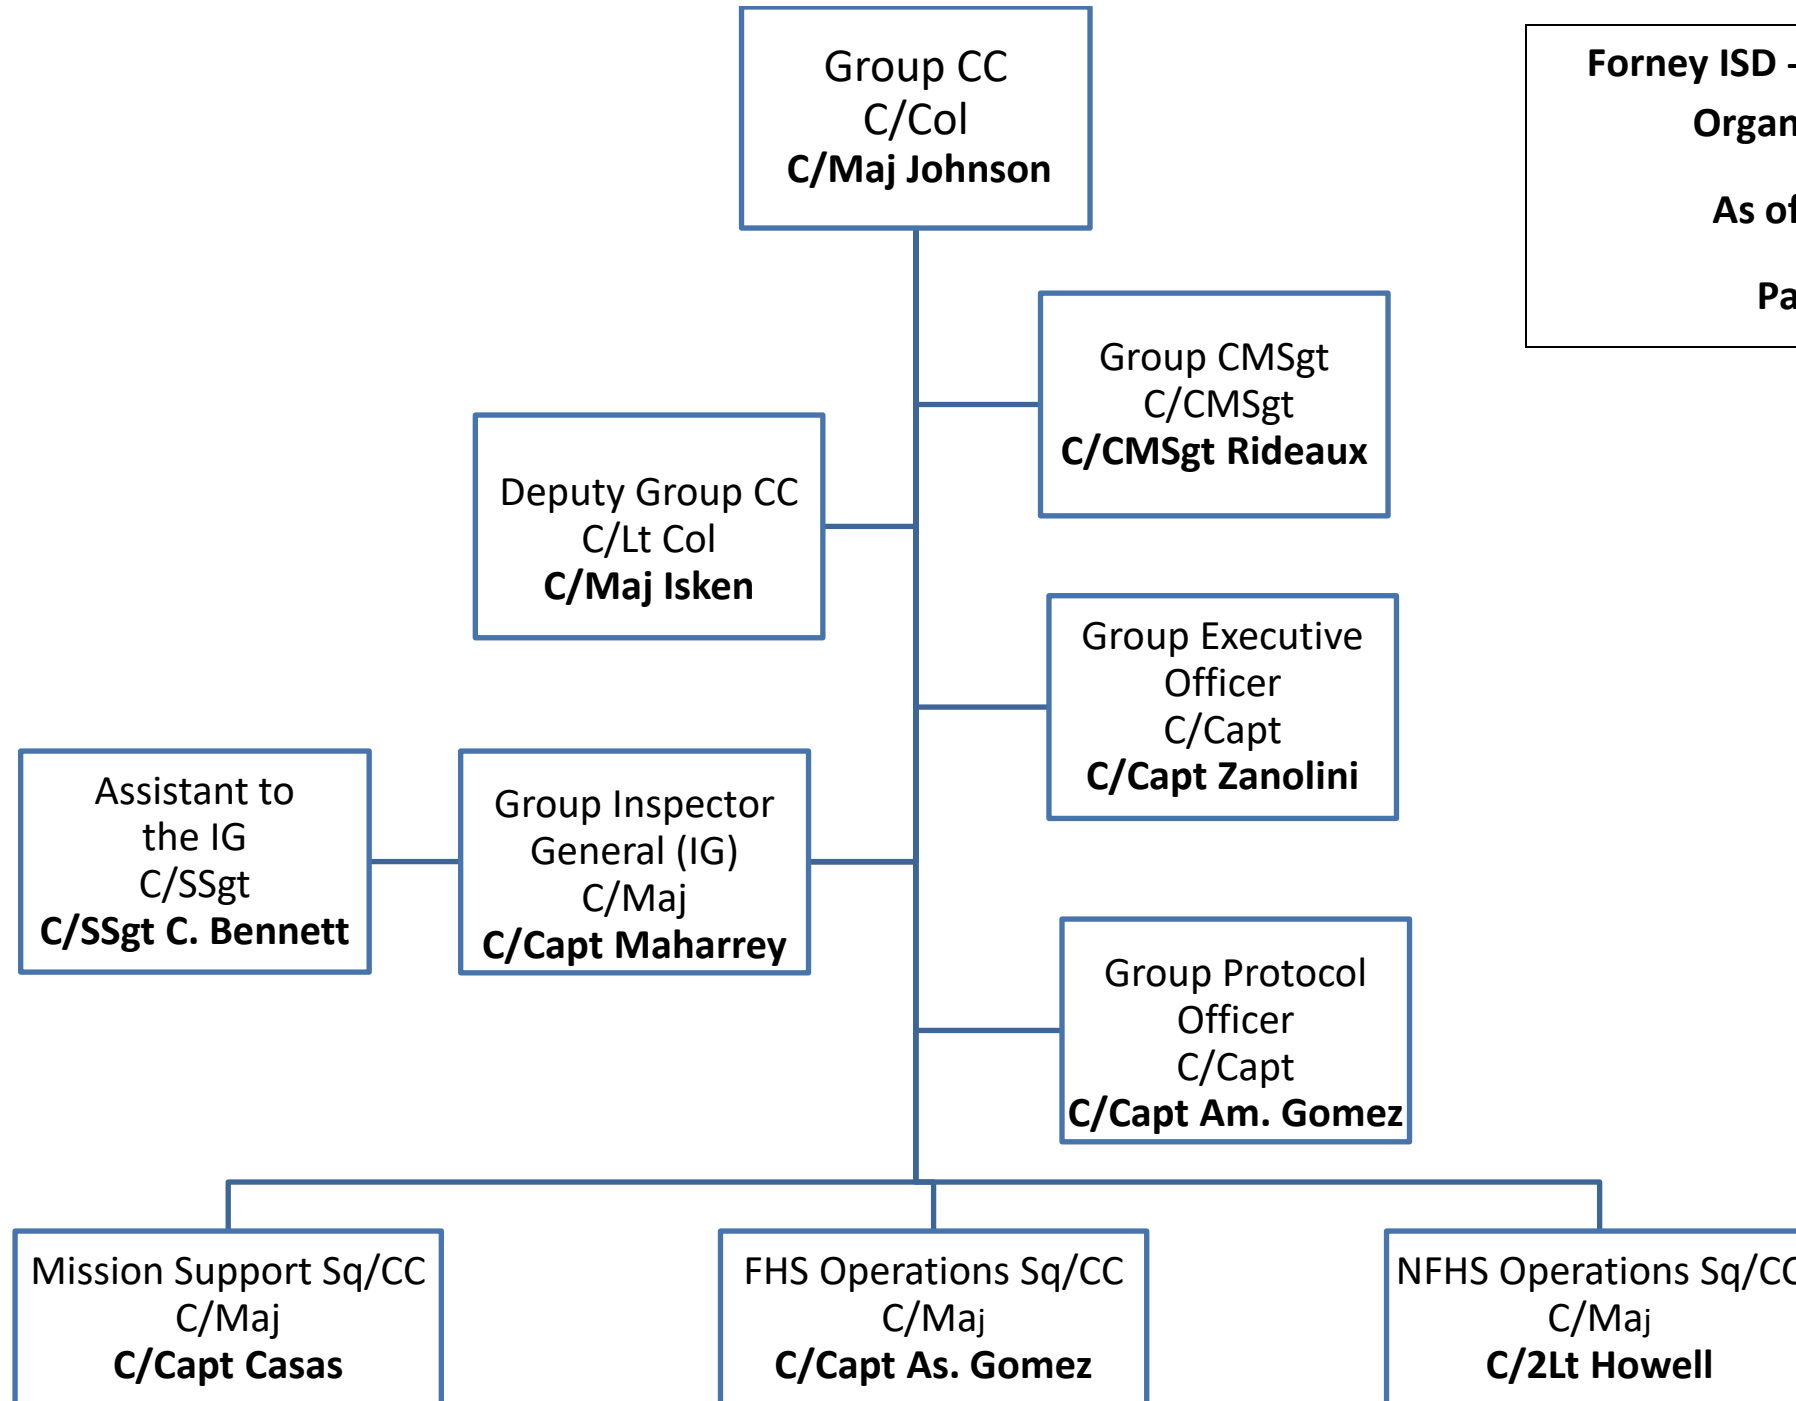 Group CC
C/Col
C/Maj Johnson
Forney ISD -
Organ
As of
Pa
Group CMSgt
C/CMSgt
C/CMSgt Rideaux
Deputy Group CC
C/Lt Col
C/Maj Isken
Group Executive
Officer
C/Capt
C/Capt Zanolini
Assistant to
the IG
C/SSgt
C/SSgt C. Bennett
Group Inspector
General (IG)
C/Maj
C/Capt Maharrey
Group Protocol
Officer
C/Capt
C/Capt Am. Gomez
Mission Support Sq/CC
C/Maj
C/Capt Casas
FHS Operations Sq/CC
C/Maj
C/Capt As. Gomez
NFHS Operations Sq/CC
C/Maj
C/2Lt Howell